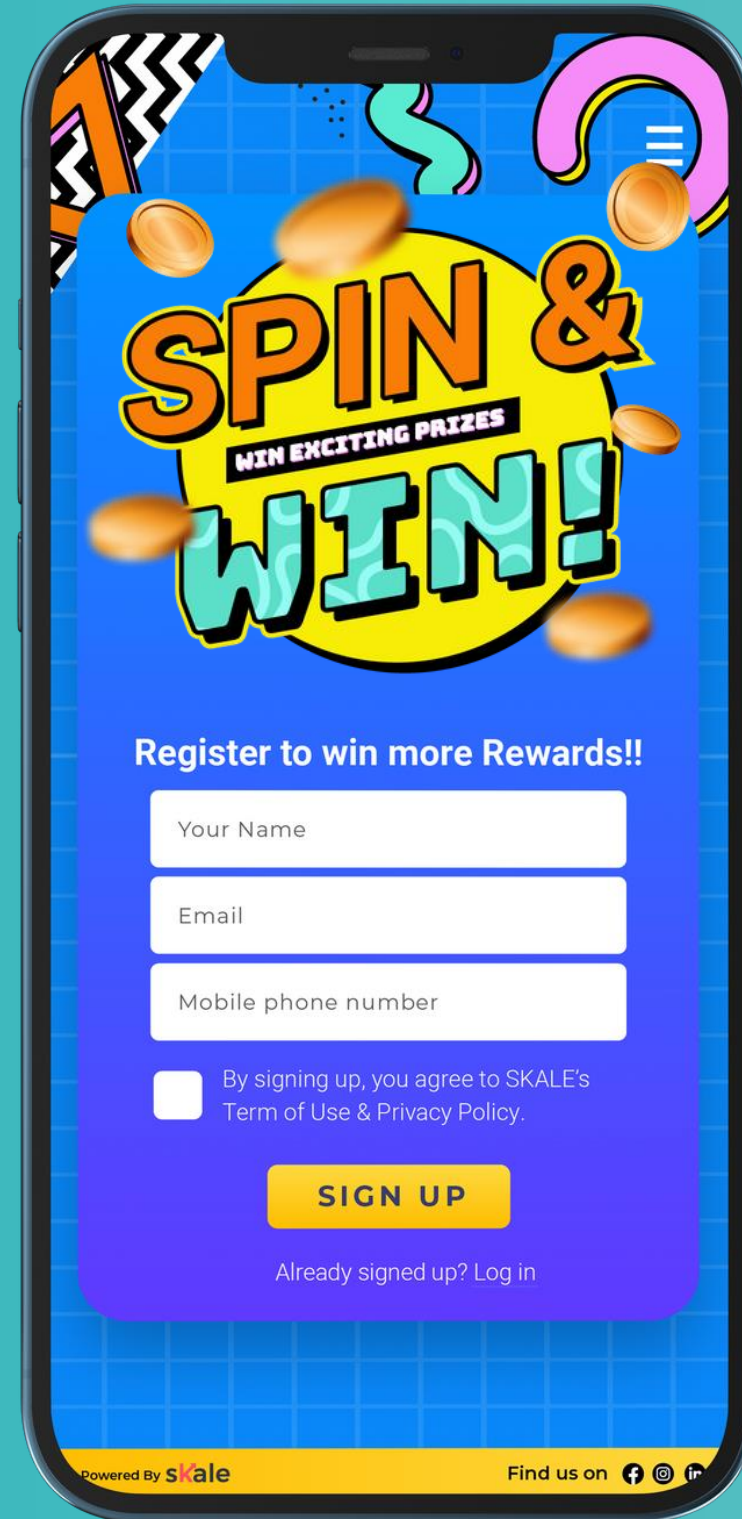 SPIN &
WIN EXCITING PRIZES
WIN!
Register to win more Rewards!!
Your Name
Email
Mobile phone number
By signing up, you agree to SKALE's
Term of Use & Privacy Policy.
SIGN UP
Already signed up? Log in
Powered By skale
Find us on